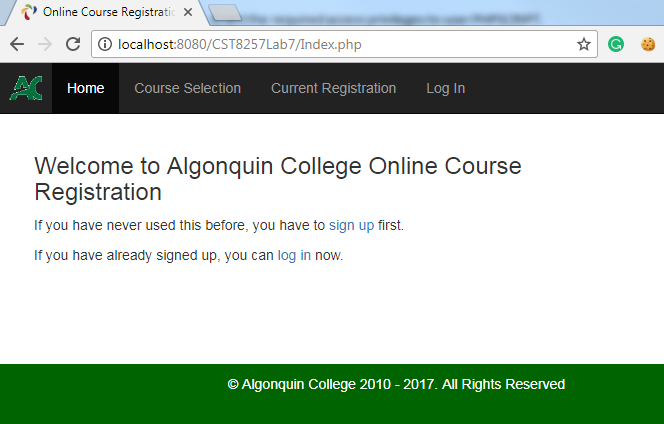 Online Course Registratio
localhost:8080/CST8257Lab7/Index.php
AC Home Course Selection Current Registration Log In
Welcome to Algonquin College Online Course
Registration
If you have never used this before, you have to sign up first.
If you have already signed up, you can log in now.
© Algonquin College 2010 - 2017. All Rights Reserved